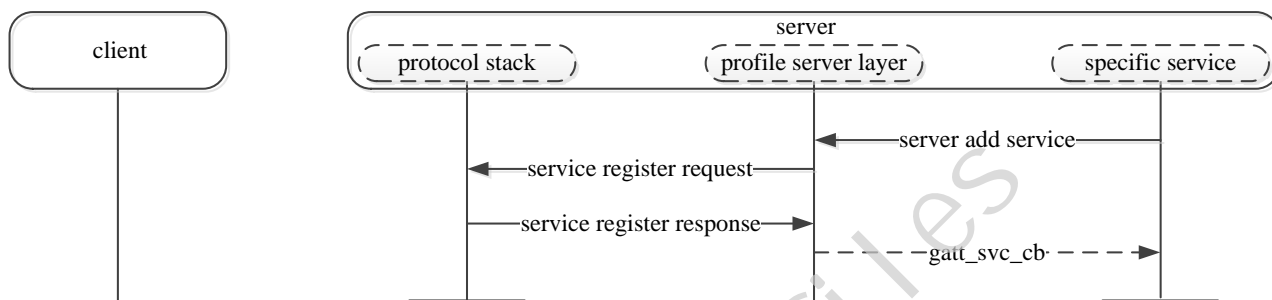 server
client
protocol stack
profile server layer
specific service
server add service
service register request
service register response
gatt_svc_cb